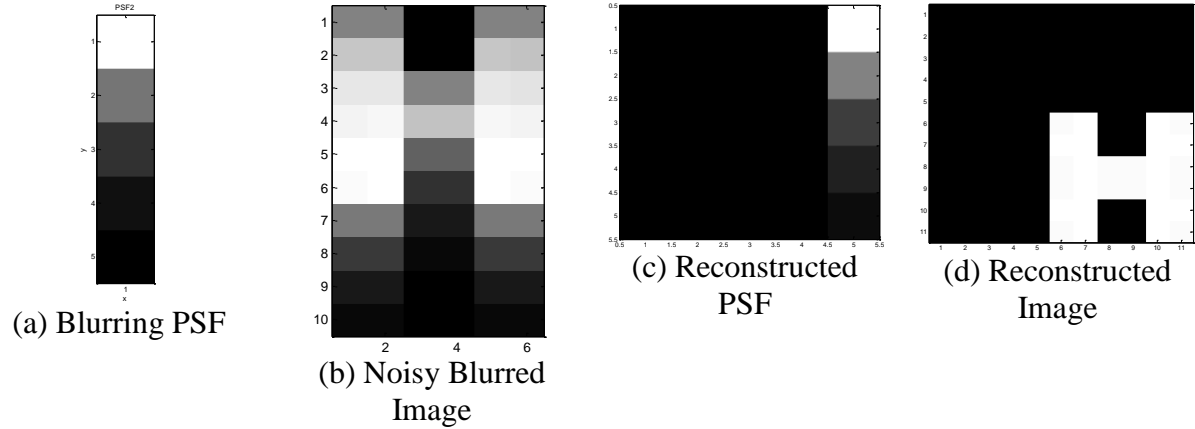 PSF2
1
2
3
4
5
y
1
x
(a) Blurring PSF
1
2
3
4
5
6
7
8
9
10
2 4 6
(b) Noisy Blurred
Image
0.5
1
1.5
2
2.5
3
3.5
4
4.5
5
5.5
0.5 1 1.5 2 2.5 3 3.5 4 4.5 5 5.5
(c) Reconstructed
PSF
1
2
3
4
5
6
7
8
9
10
11
1 2 3 4 5 6 7 8 9 10 11
(d) Reconstructed
Image